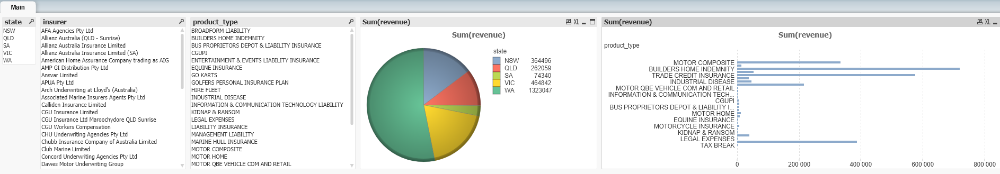 Main
state
NSW
QLD
SA
VIC
WA
insurer
AFA Agencies Pty Ltd
Allianz Australia (QLD - Sunrise)
Allianz Australia Insurance Limited
Allianz Australia Limited (SA)
American Home Assurance Company trading as AIG
AMP GI Distribution Pty Ltd
Ansvar Limited
APUA Pty Ltd
Arch Underwriting at Lloyd's (Australia)
Associated Marine Insurers Agents Pty Ltd
Calliden Insurance Limited
CGU Insurance Limited
CGU Insurance Ltd Maroochydore QLD Sunrise
CGU Workers Compensation
CHU Underwriting Agencies Pty Ltd
Chubb Insurance Company of Australia Limited
Club Marine Limited
Concord Underwriting Agencies Pty Ltd
Dawes Motor Underwriting Group
product_type
BROADFORM LIABILITY
BUILDERS HOME INDEMNITY
BUS PROPRIETORS DEPOT & LIABILITY INSURANCE
CGUPI
ENTERTAINMENT & EVENTS LIABILITY INSURANCE
EQUINE INSURANCE
GO KARTS
GOLFERS PERSONAL INSURANCE PLAN
HIRE FLEET
INDUSTRIAL DISEASE
INFORMATION & COMMUNICATION TECHNOLOGY LIABILITY
KIDNAP & RANSOM
LEGAL EXPENSES
LIABILITY INSURANCE
MANAGEMENT LIABILITY
MARINE HULL INSURANCE
MOTOR COMPOSITE
MOTOR HOME
MOTOR QBE VEHICLE COM AND RETAIL
Sum(revenue)
XL
Sum(revenue)
state
NSW 364496
QLD 262059
SA 74340
VIC 464842
WA 1323047
Sum(revenue)
XL
Sum(revenue)
product_type
MOTOR COMPOSITE
BUILDERS HOME INDEMNITY
TRADE CREDIT INSURANCE
INDUSTRIAL DISEASE
MOTOR QBE VEHICLE COM AND RETAIL
INFORMATION & COMMUNICATION TECH...
CGUPI
BUS PROPRIETORS DEPOT & LIABILITY I...
MOTOR HOME
EQUINE INSURANCE
MOTORCYCLE INSURANCE
KIDNAP & RANSOM
LEGAL EXPENSES
TAX BREAK
0 200 000 400 000 600 000 800 000